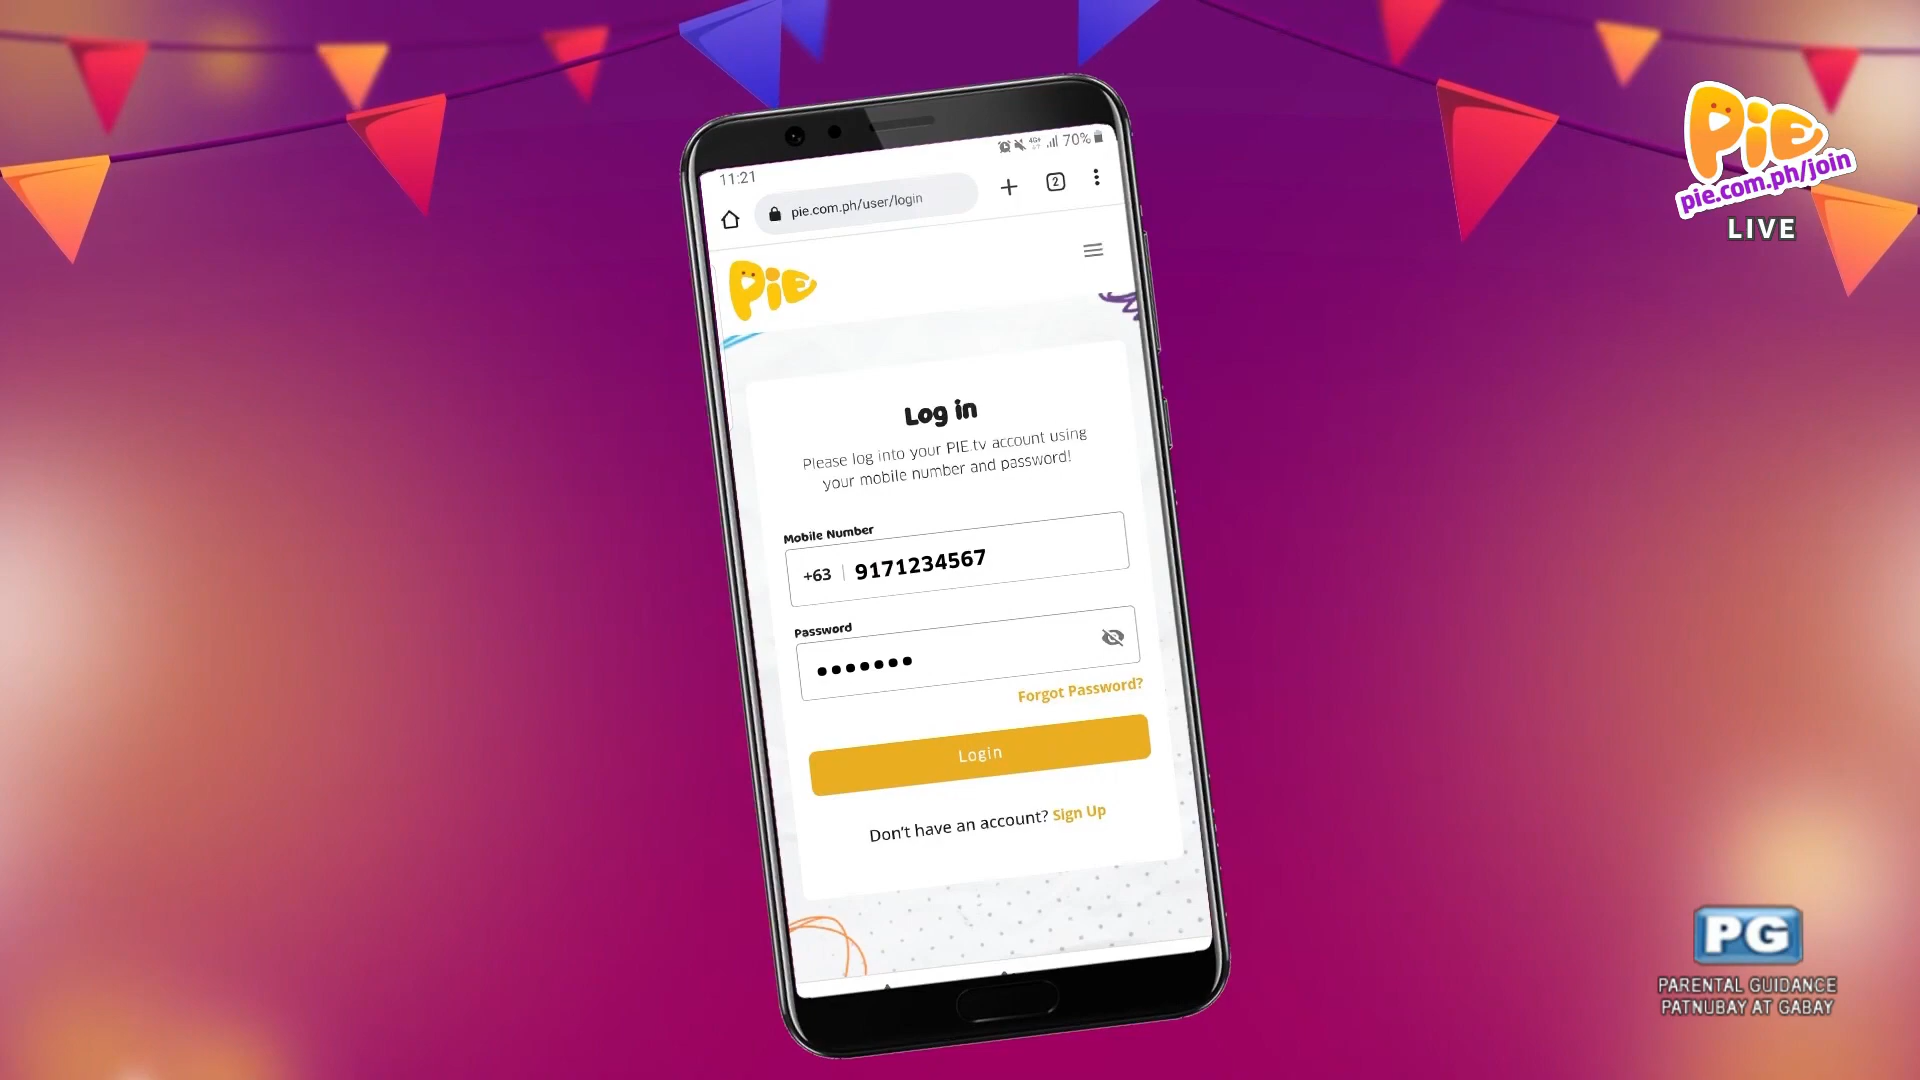 11:21
4G+
70%
pie.com.ph/user/login
2
PiE
Log in
Please log into your PIE.tv account using
your mobile number and password!
Mobile Number
+63 9171234567
Password
Forgot Password?
Login
Don't have an account? Sign Up
PiE
pie.com.ph/join
LIVE
PG
PARENTAL GUIDANCE
PATNUBAY AT GABAY